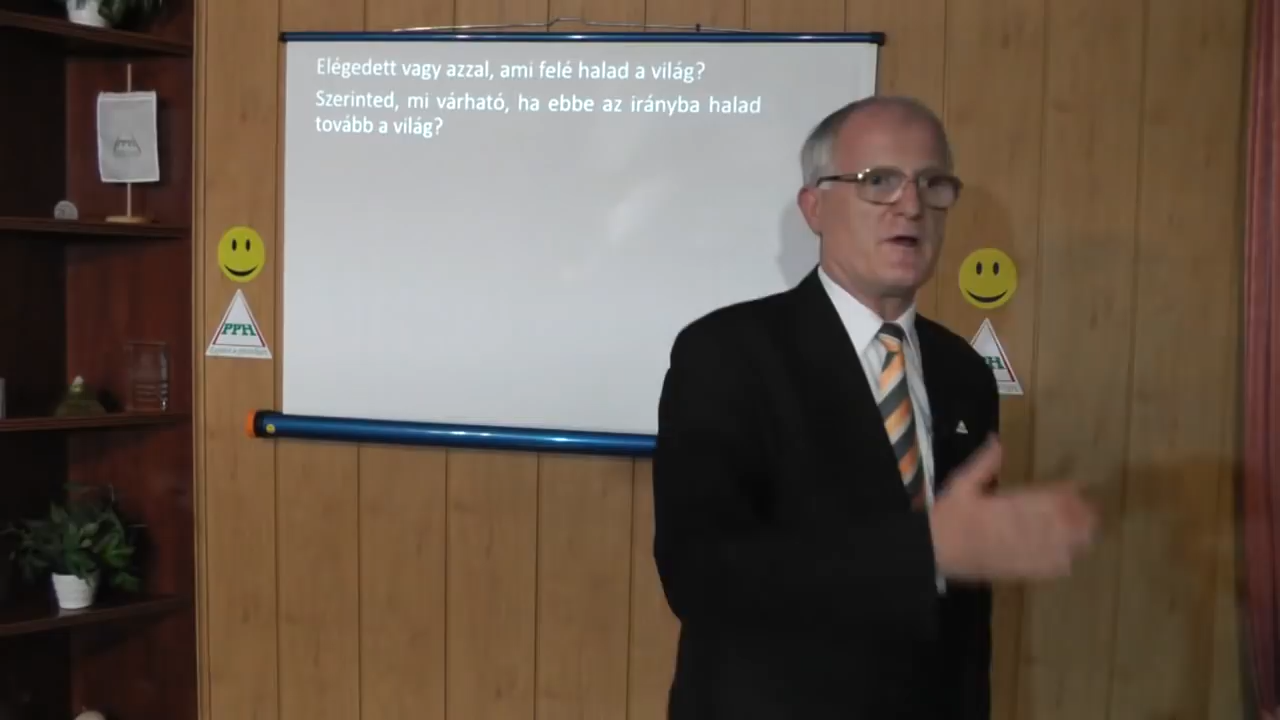 Elégedett vagy azzal, ami felé halad a világ?
Szerinted, mi várható, ha ebbe az irányba halad
tovább a világ?
PPH
H